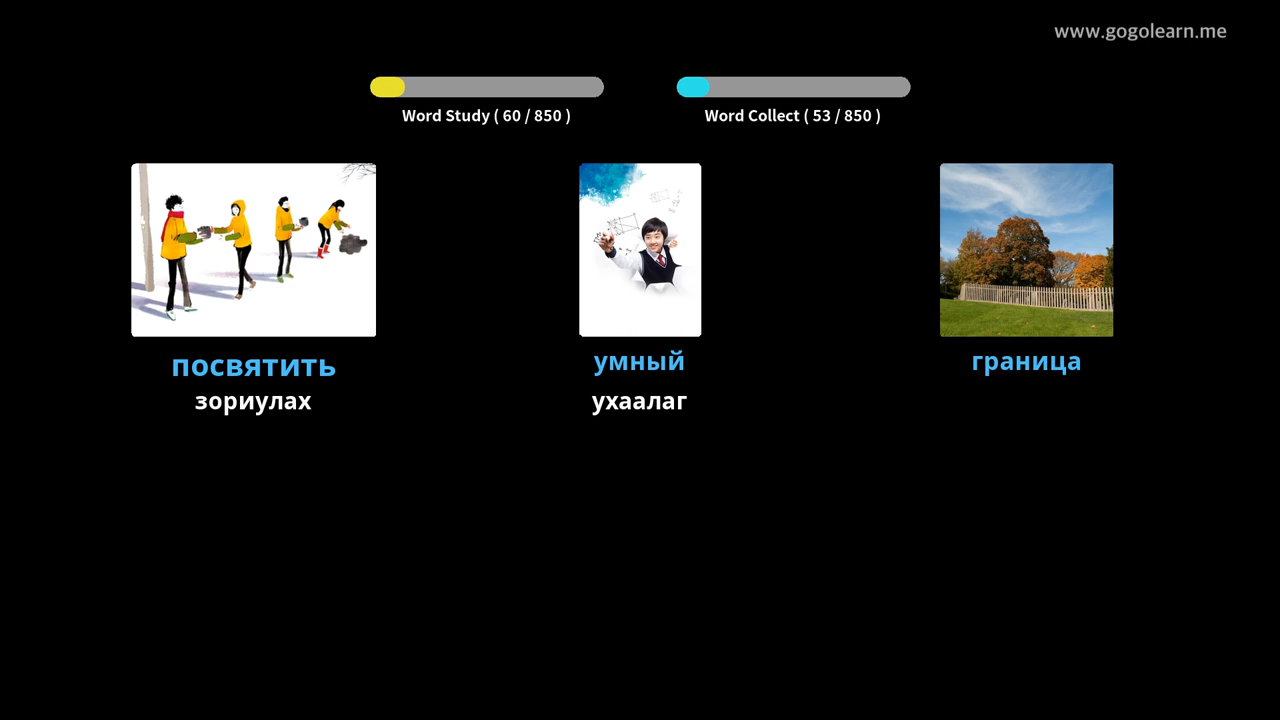 www.gogolearn.me
Word Study ( 60 / 850 )
Word Collect ( 53 / 850 )
посвятить
зориулах
умный
ухаалаг
граница